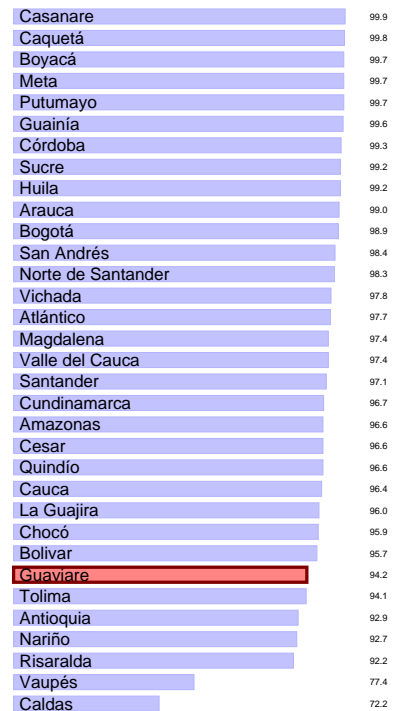 Casanare 99.9
Caquetá 99.8
Boyacá 99.7
Meta 99.7
Putumayo 99.7
Guainía 99.6
Córdoba 99.3
Sucre 99.2
Huila 99.2
Arauca 99.0
Bogotá 98.9
San Andrés 98.4
Norte de Santander 98.3
Vichada 97.8
Atlántico 97.7
Magdalena 97.4
Valle del Cauca 97.4
Santander 97.1
Cundinamarca 96.7
Amazonas 96.6
Cesar 96.6
Quindío 96.6
Cauca 96.4
La Guajira 96.0
Chocó 95.9
Bolivar 95.7
Guaviare 94.2
Tolima 94.1
Antioquia 92.9
Nariño 92.7
Risaralda 92.2
Vaupés 77.4
Caldas 72.2